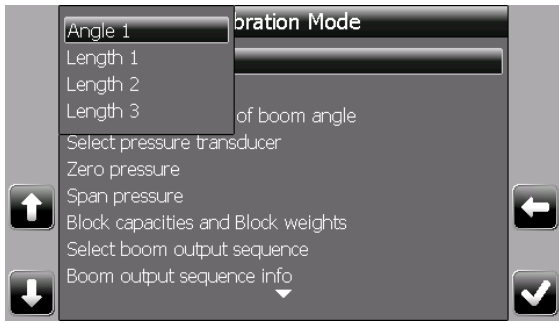 bration Mode
Angle 1
Length 1
Length 2
Length 3
of boom angle
Select pressure transducer
Zero pressure
Span pressure
Block capacities and Block weights
Select boom output sequence
Boom output sequence info